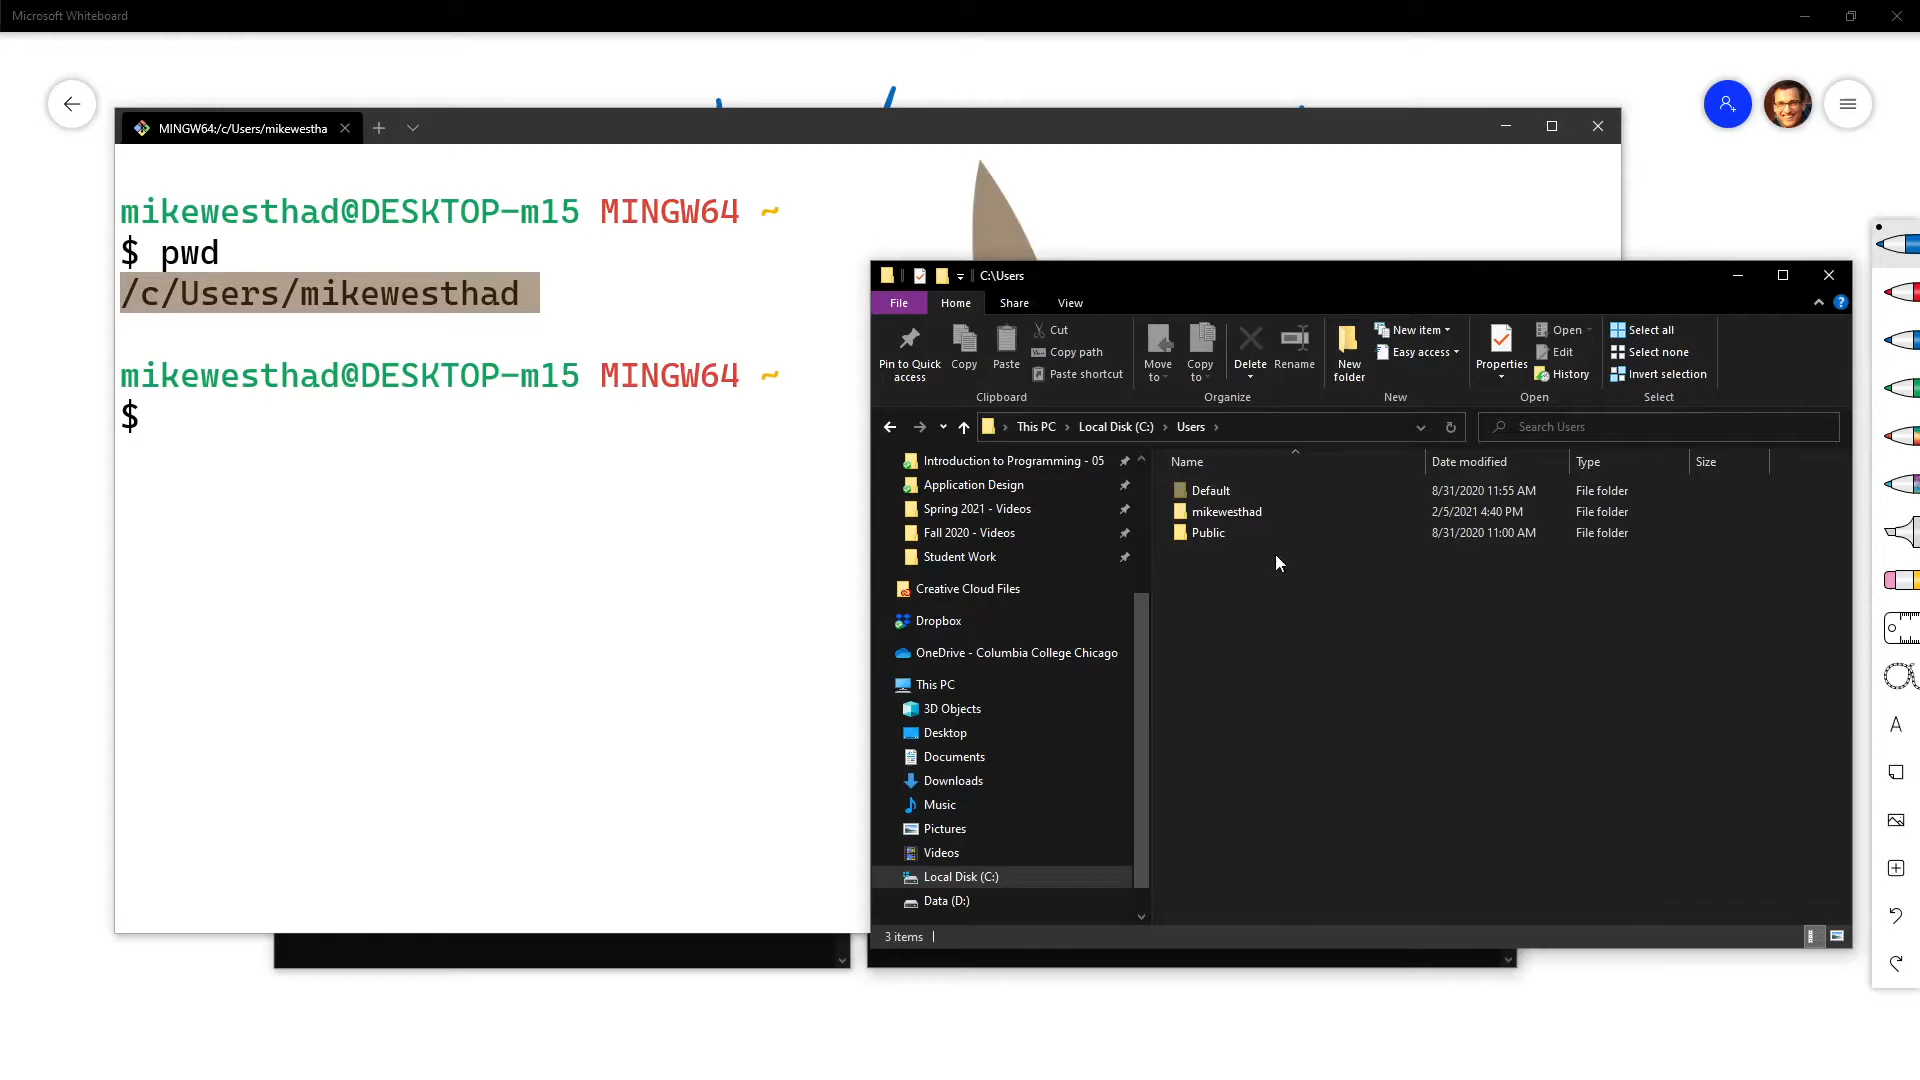 Microsoft Whiteboard
MINGW64:/c/Users/mikewestha
mikewesthad@DESKTOP-m15 MINGW64 ~
$ pwd
/c/Users/mikewesthad
mikewesthad@DESKTOP-m15 MINGW64 ~
$
C:\Users
File Home Share View
Pin to Quick access
Copy
Paste
Cut
Copy path
Paste shortcut
Clipboard
Move to
Copy to
Delete
Rename
Organize
New folder
New item
Easy access
New
Properties
Open
Edit
History
Open
Select all
Select none
Invert selection
Select
This PC > Local Disk (C:) > Users >
Search Users
Introduction to Programming - 05
Application Design
Spring 2021 - Videos
Fall 2020 - Videos
Student Work
Creative Cloud Files
Dropbox
OneDrive - Columbia College Chicago
This PC
3D Objects
Desktop
Documents
Downloads
Music
Pictures
Videos
Local Disk (C:)
Data (D:)
Name Date modified Type Size
Default 8/31/2020 11:55 AM File folder
mikewesthad 2/5/2021 4:40 PM File folder
Public 8/31/2020 11:00 AM File folder
3 items